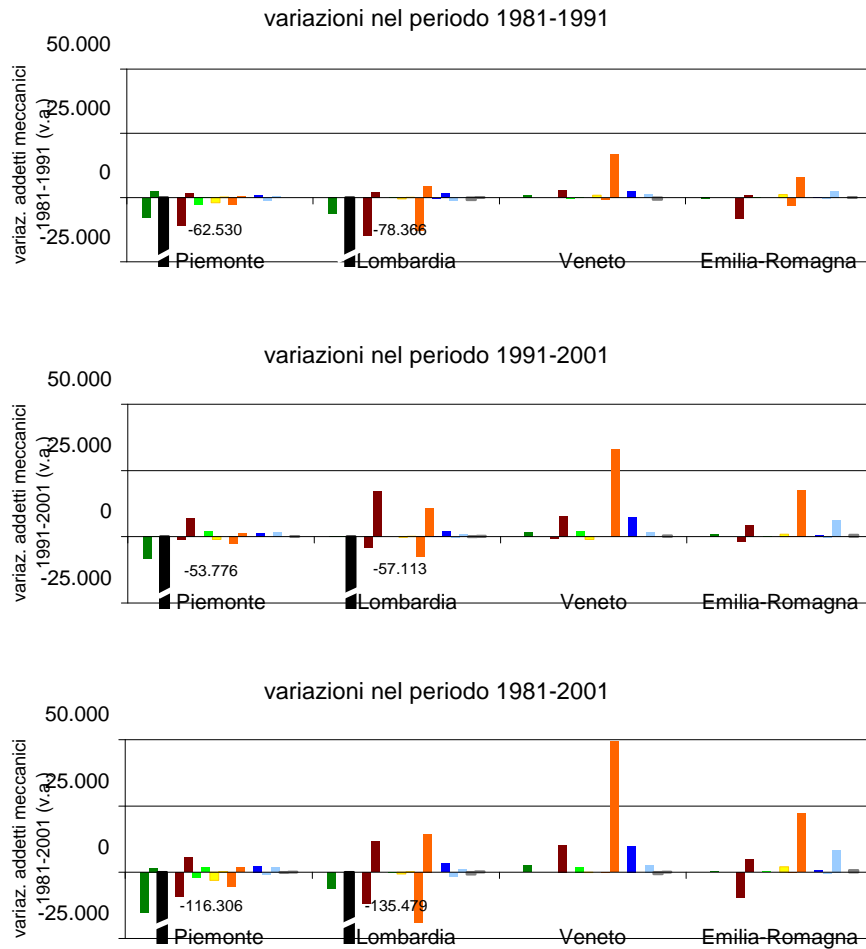 variazioni nel periodo 1981-1991
50.000
25.000
0
-25.000
variaz. addetti meccanici
1981-1991 (v.a.)
-62.530
-78.366
Piemonte
Lombardia
Veneto
Emilia-Romagna
variazioni nel periodo 1991-2001
50.000
25.000
0
-25.000
variaz. addetti meccanici
1991-2001 (v.a.)
-53.776
-57.113
Piemonte
Lombardia
Veneto
Emilia-Romagna
variazioni nel periodo 1981-2001
50.000
25.000
0
-25.000
variaz. addetti meccanici
1981-2001 (v.a.)
-116.306
-135.479
Piemonte
Lombardia
Veneto
Emilia-Romagna